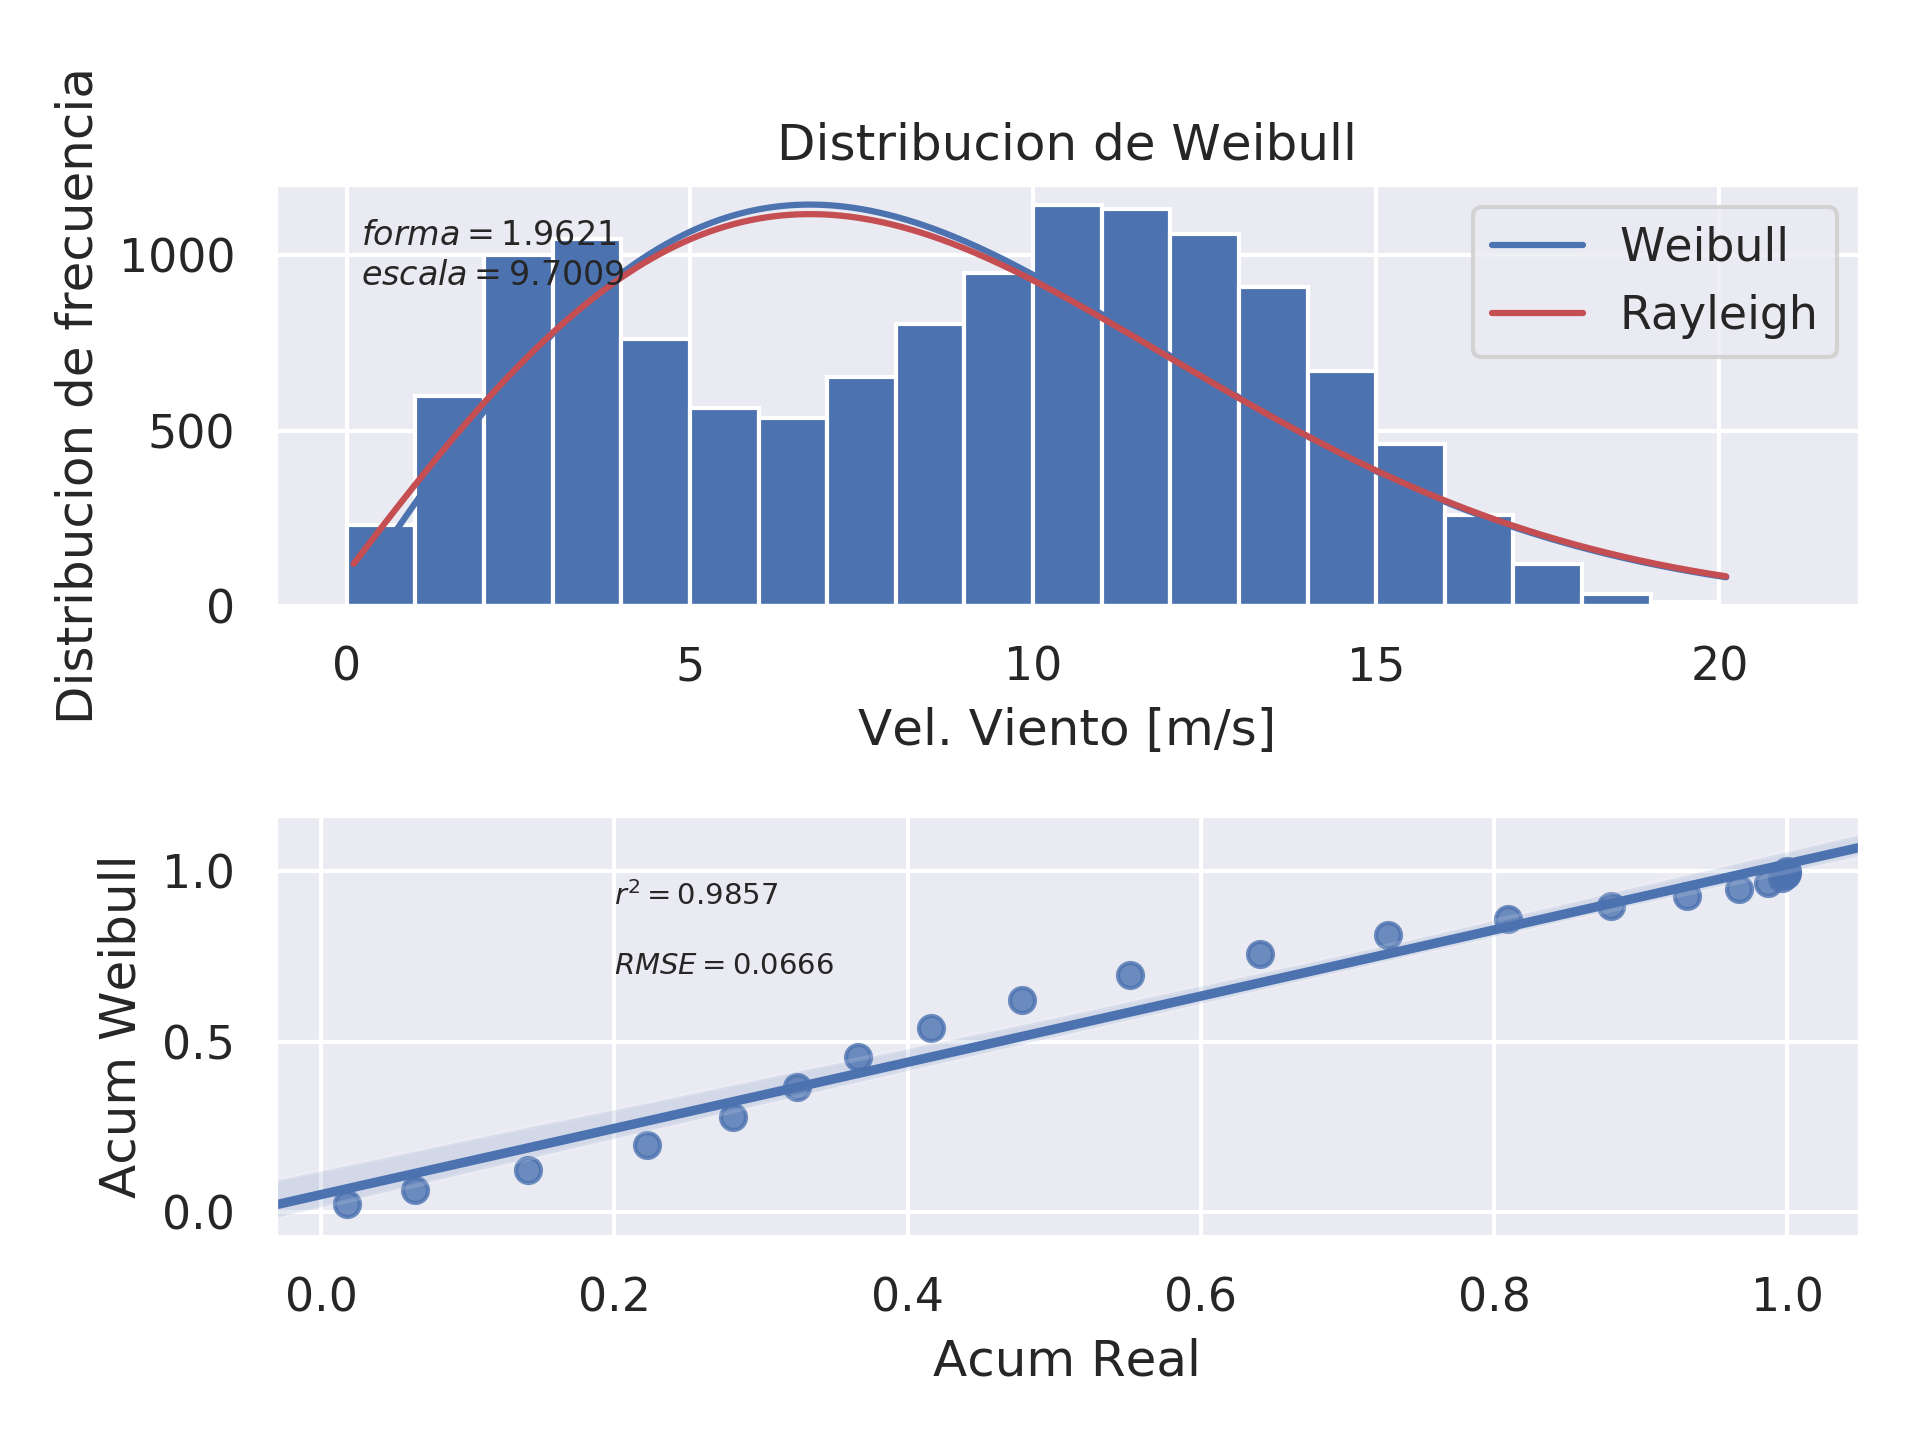 Distribucion de Weibull
Distribucion de frecuencia
forma = 1.9621
escala = 9.7009
Weibull
Rayleigh
1000
500
0
0 5 10 15 20
Vel. Viento [m/s]
Acum Weibull
r² = 0.9857
RMSE = 0.0666
1.0
0.5
0.0
0.0 0.2 0.4 0.6 0.8 1.0
Acum Real